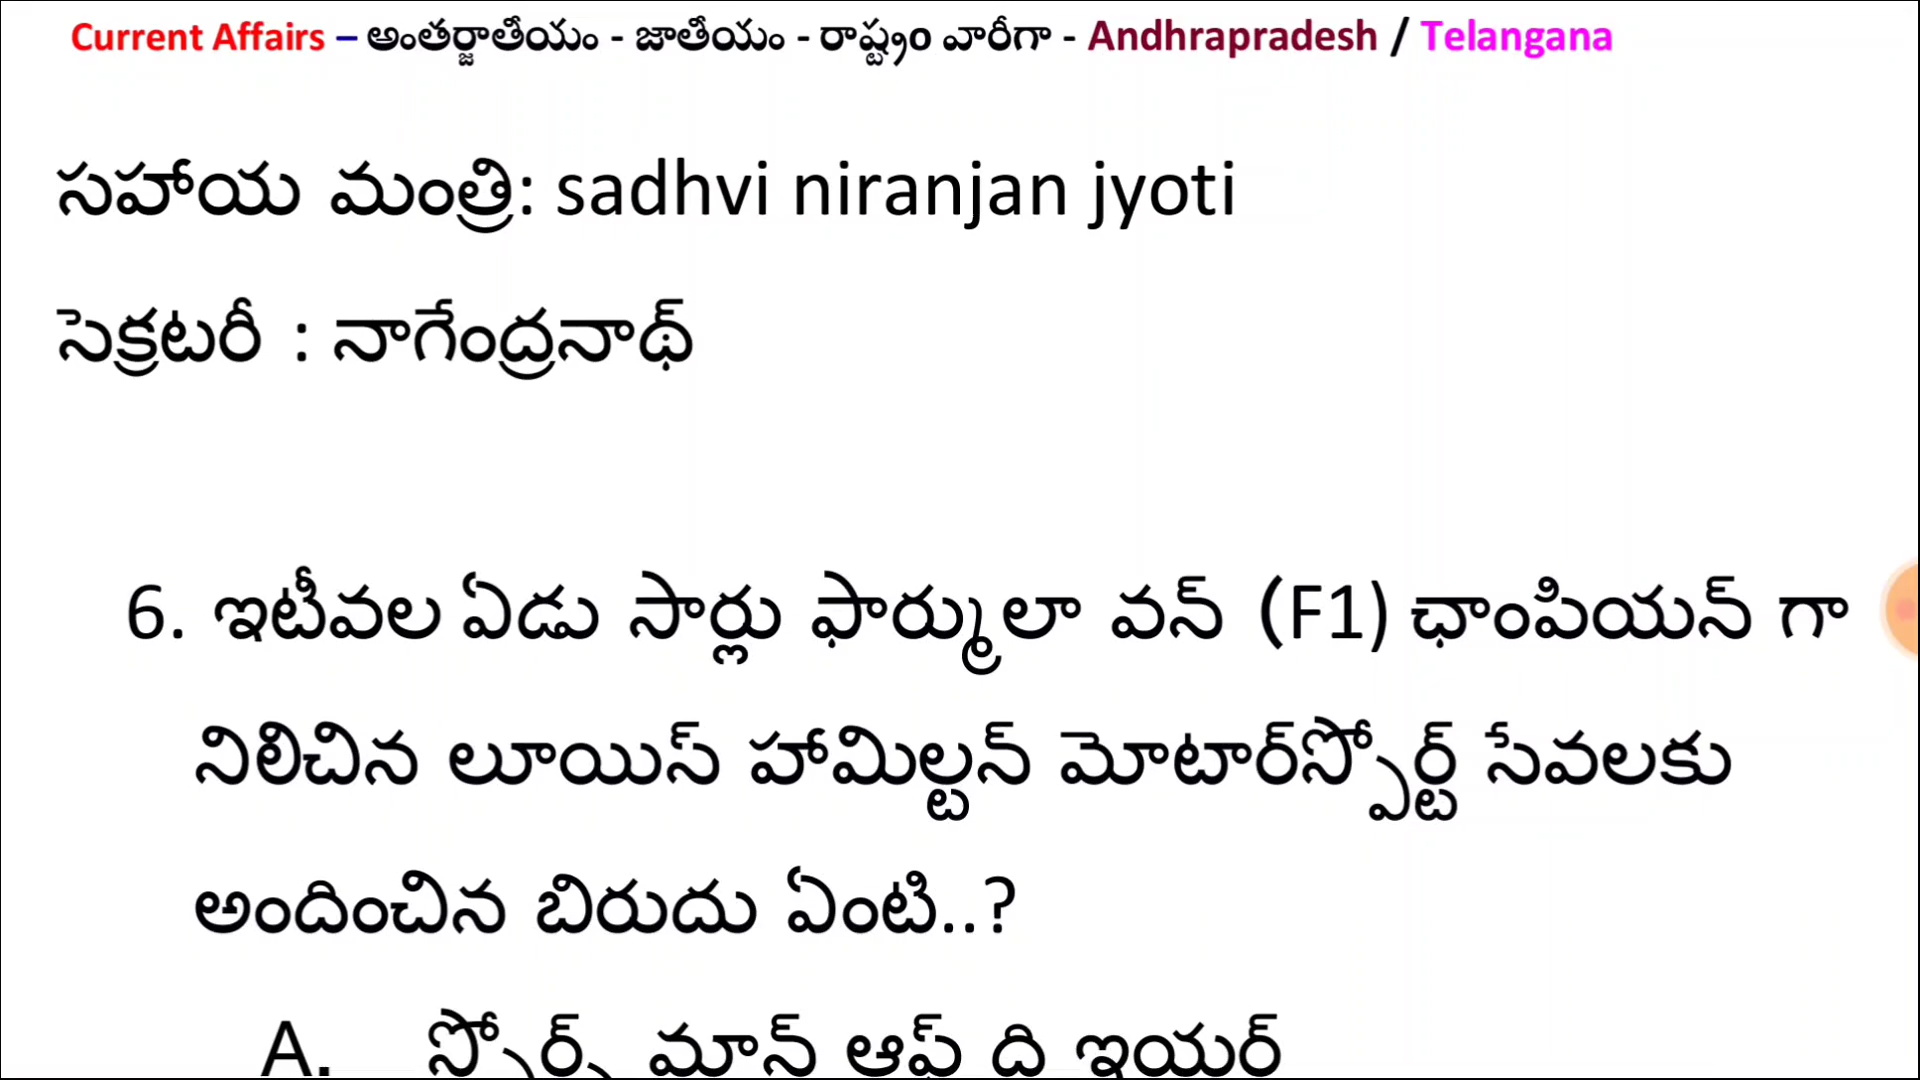 Current Affairs – అంతర్జాతీయం - జాతీయం - రాష్ట్రం వారీగా - Andhrapradesh / Telangana
సహాయ మంత్రి: sadhvi niranjan jyoti
సెక్రటరీ : నాగేంద్రనాథ్
6. ఇటీవల ఏడు సార్లు ఫార్ములా వన్ (F1) ఛాంపియన్ గా
నిలిచిన లూయిస్ హామిల్టన్ మోటార్‌స్పోర్ట్ సేవలకు
అందించిన బిరుదు ఏంటి..?
A. స్పోర్ట్స్ మాన్ ఆఫ్ ది ఇయర్